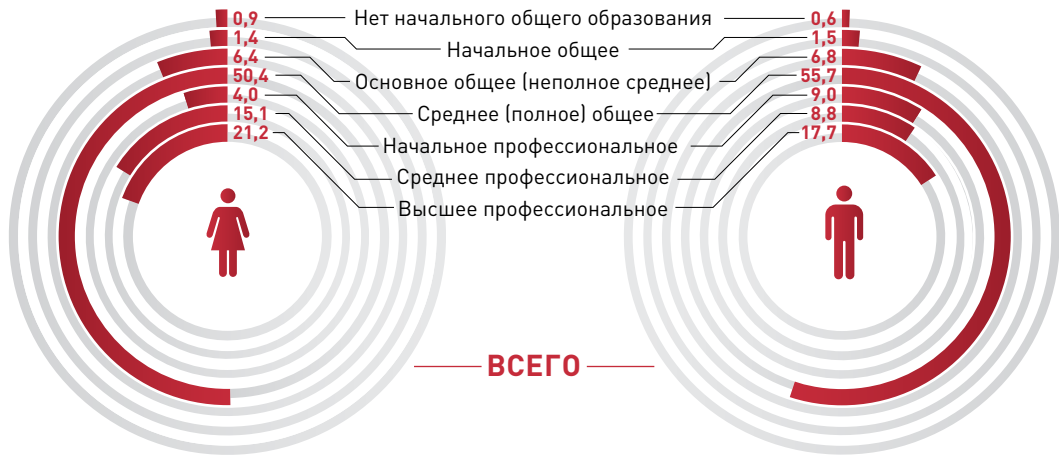 0,9 Нет начального общего образования 0,6
1,4 Начальное общее 1,5
6,4 Основное общее (неполное среднее) 6,8
50,4 Среднее (полное) общее 55,7
4,0 Начальное профессиональное 9,0
15,1 Среднее профессиональное 8,8
21,2 Высшее профессиональное 17,7
ВСЕГО